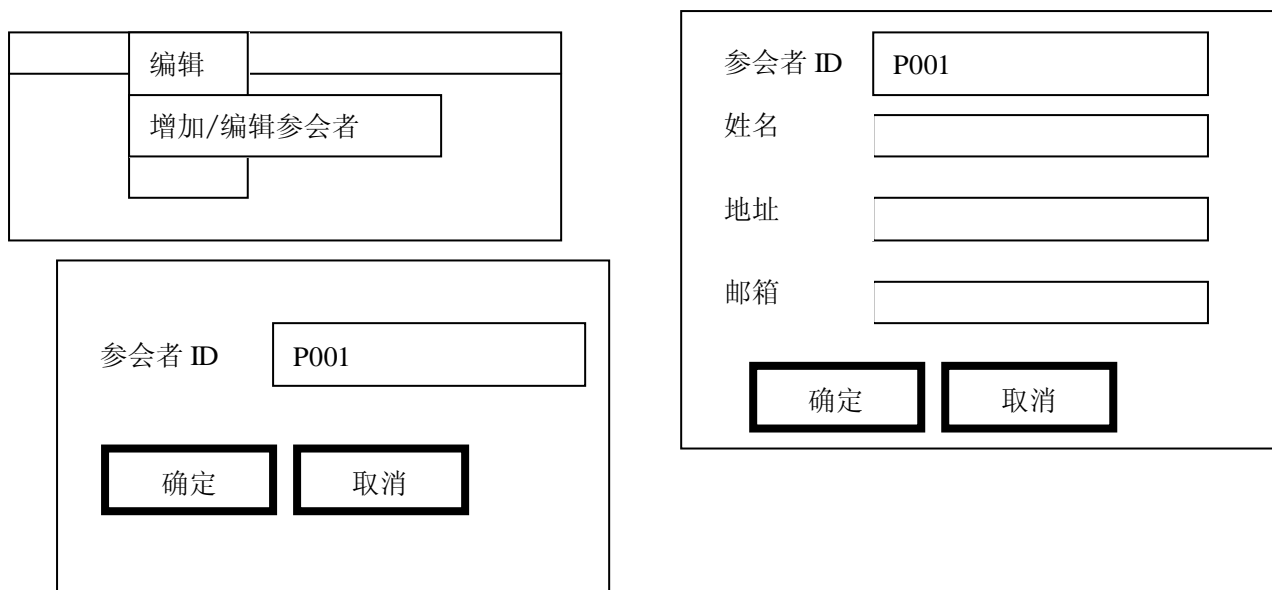 编辑
增加/编辑参会者
参会者 ID P001
确定 取消
参会者 ID P001
姓名
地址
邮箱
确定 取消